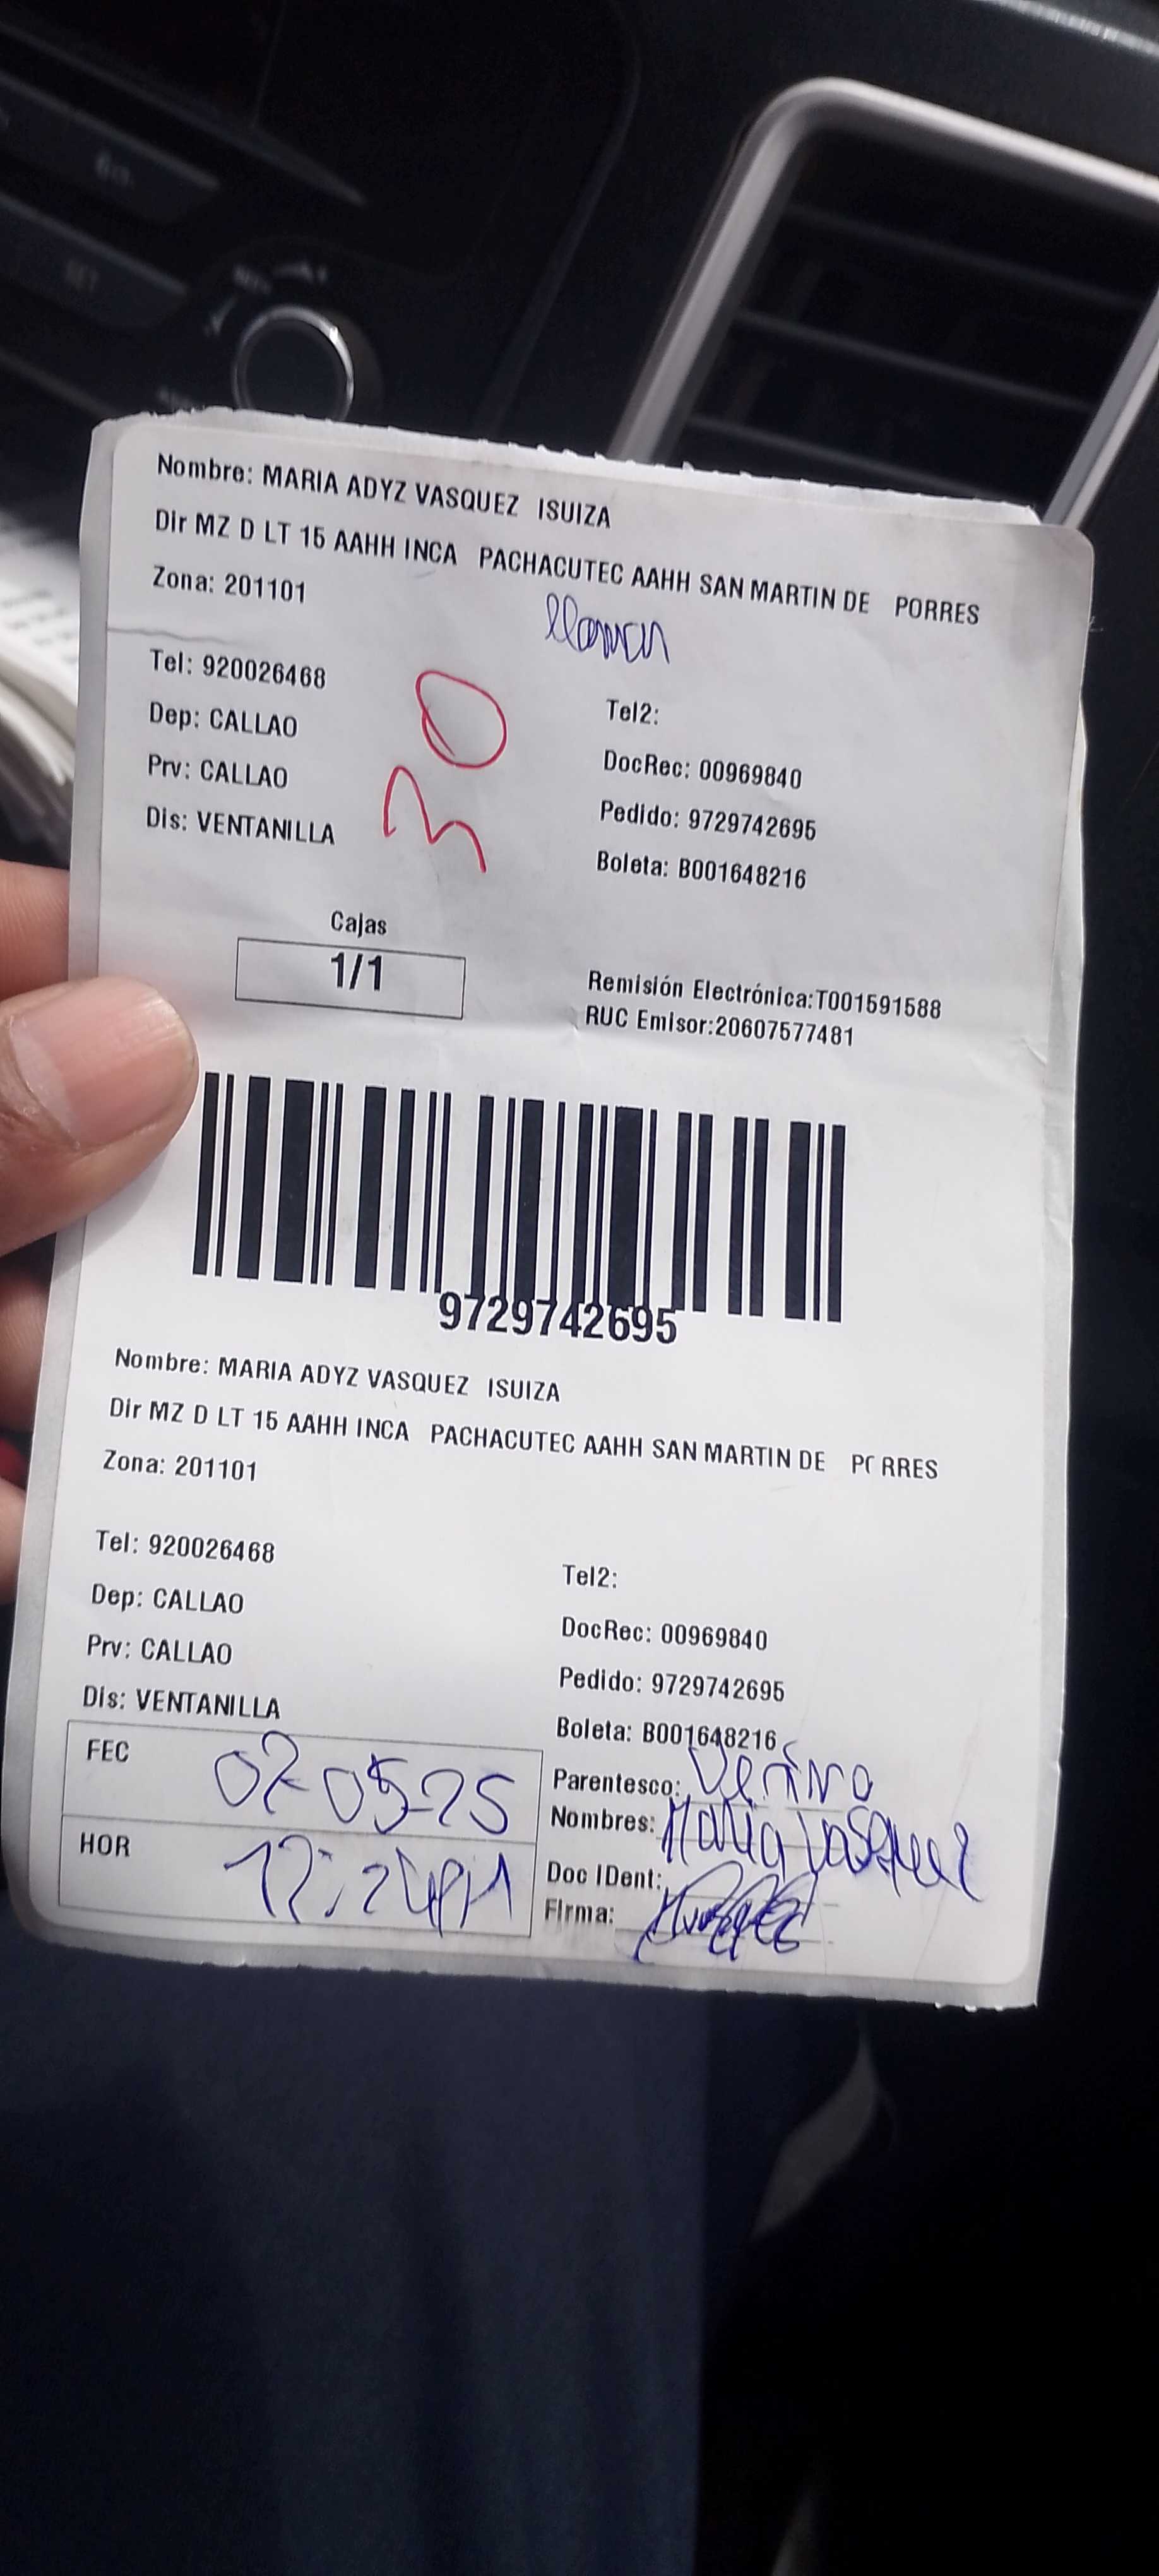 Nombre: MARIA ADYZ VASQUEZ ISUIZA
Dir MZ D LT 15 AAHH INCA PACHACUTEC AAHH SAN MARTIN DE PORRES
Zona: 201101
Tel: 920026468
Tel2:
Dep: CALLAO
DocRec: 00969840
Prv: CALLAO
Pedido: 9729742695
Dis: VENTANILLA
Boleta: B001648216
Cajas
1/1
Remisión Electrónica:T001591588
RUC Emisor:20607577481
9729742695
Nombre: MARIA ADYZ VASQUEZ ISUIZA
Dir MZ D LT 15 AAHH INCA PACHACUTEC AAHH SAN MARTIN DE PORRES
Zona: 201101
Tel: 920026468
Tel2:
Dep: CALLAO
DocRec: 00969840
Prv: CALLAO
Pedido: 9729742695
Dis: VENTANILLA
Boleta: B001648216
FEC 07-05-25
Parentesco:
Nombres: Maria Vasquez
HOR
Doc IDent:
Firma: